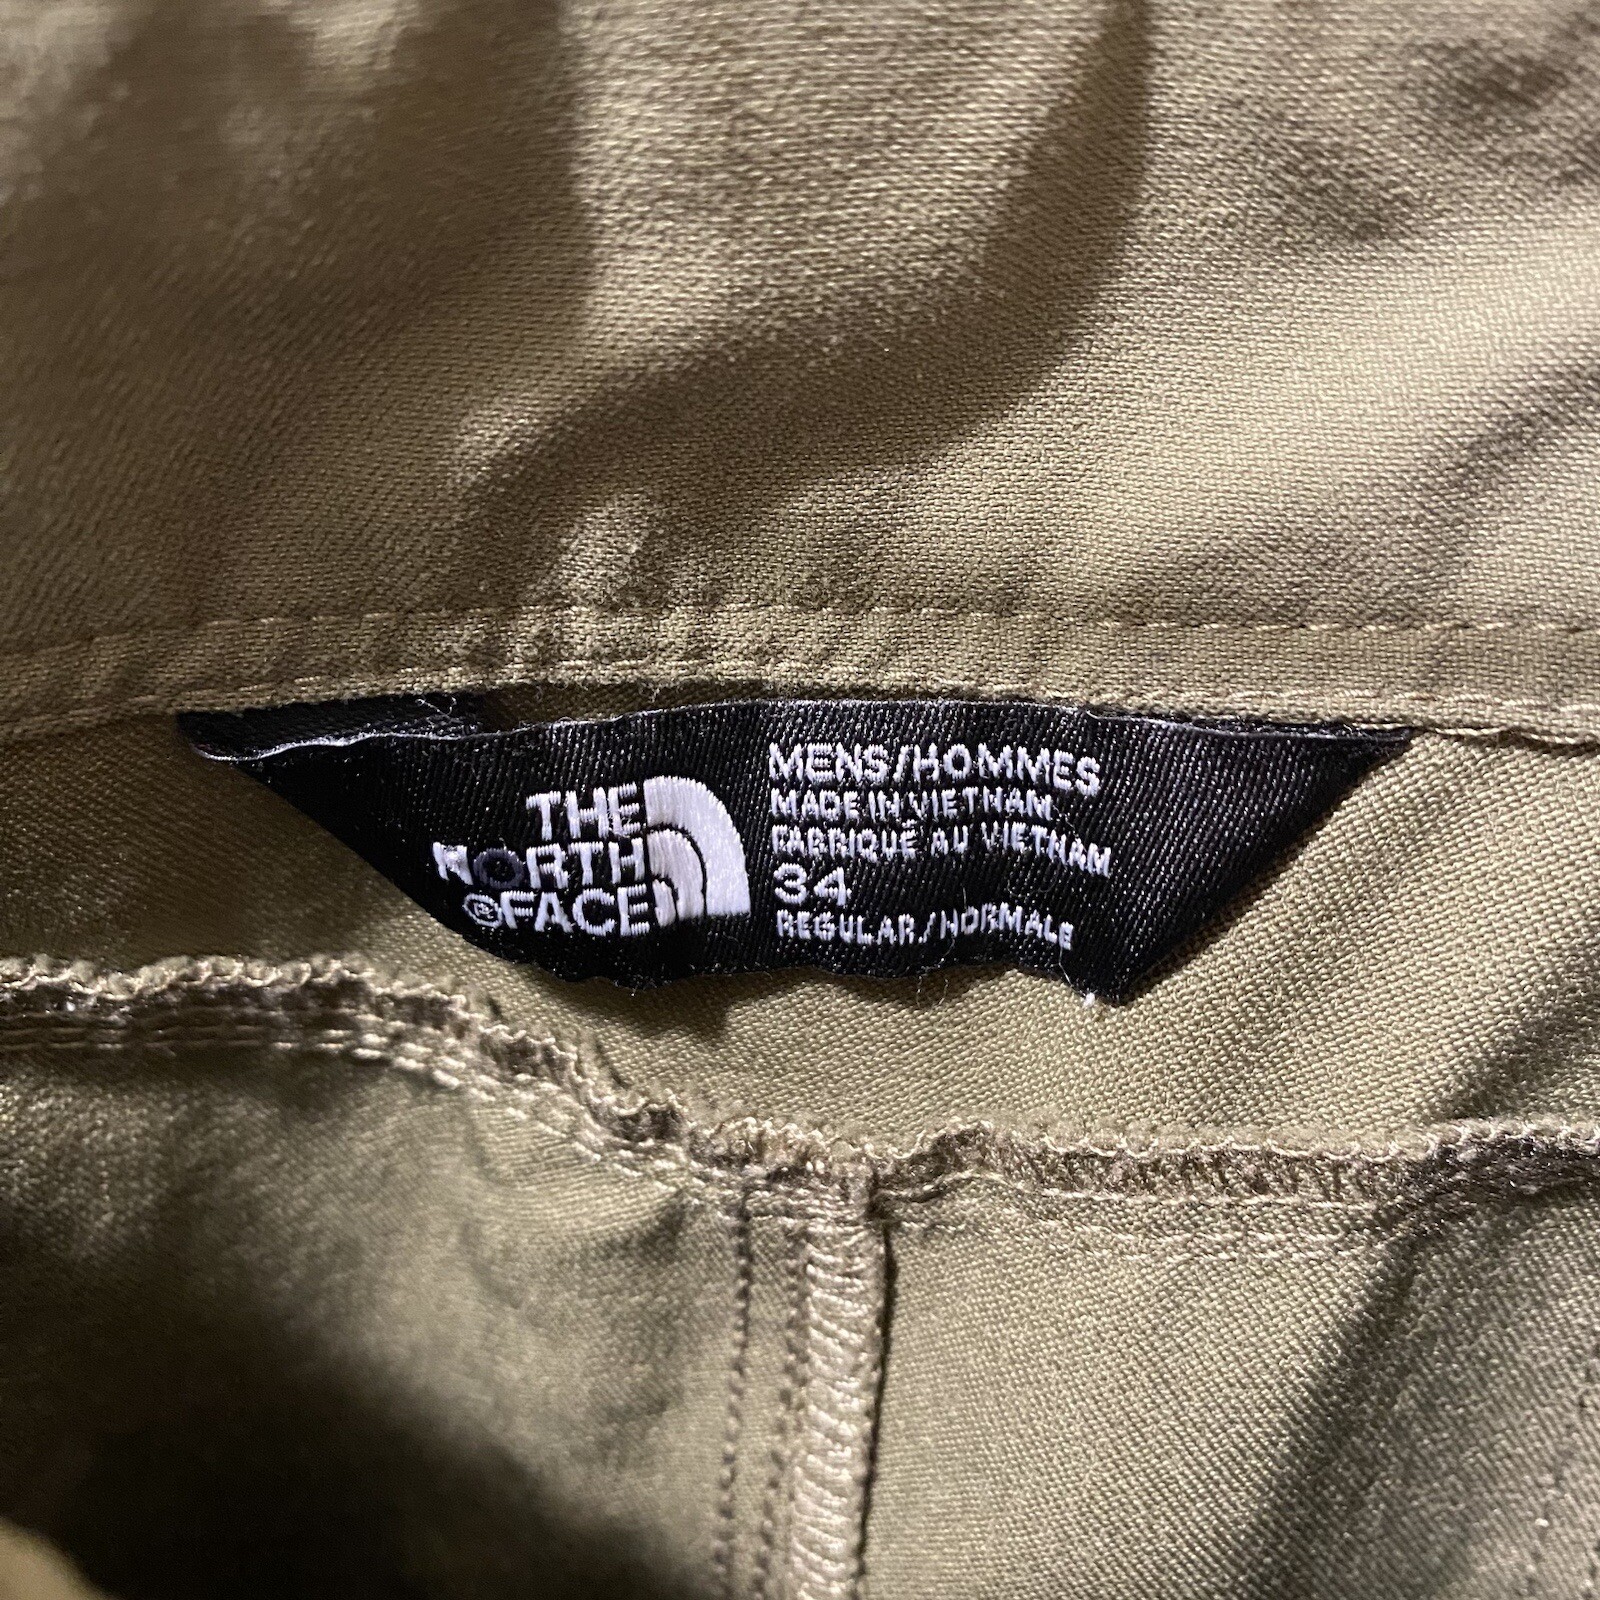 THE
NORTH
®FACE
MENS/HOMMES
MADE IN VIETNAM
FABRIQUÉ AU VIETNAM
34
REGULAR/NORMALE